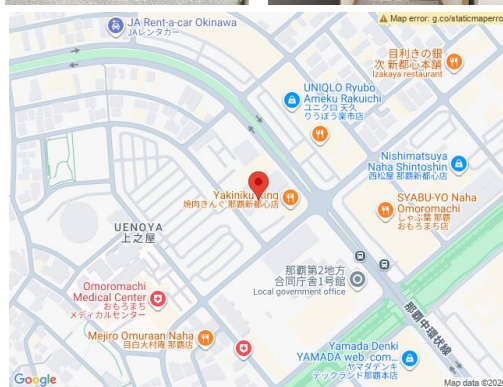 Map error: g.co/staticmaperro
JA Rent-a-car Okinawa
JAレンタカー
目利きの銀
次 新都心本舗
Izakaya restaurant
UNIQLO Ryubo
Ameku Rakuichi
ユニクロ 天久
りうぼう楽市店
Nishimatsuya
Naha Shintoshin
西松屋 那覇新都心店
Yakiniku King
焼肉きんぐ 那覇新都心店
SYABU-YO Naha
Omoromachi
しゃぶ葉 那覇
おもろまち店
UENOYA
上之屋
那覇第2地方
合同庁舎1号館
Local government office
Omoromachi
Medical Center
おもろまち
メディカルセンター
那覇中環状線
Mejiro Omuraan Naha
目白大村庵 那覇店
Yamada Denki
YAMADA web. com...
ヤマダデンキ
テックランド那覇本店
Google
Map data ©202